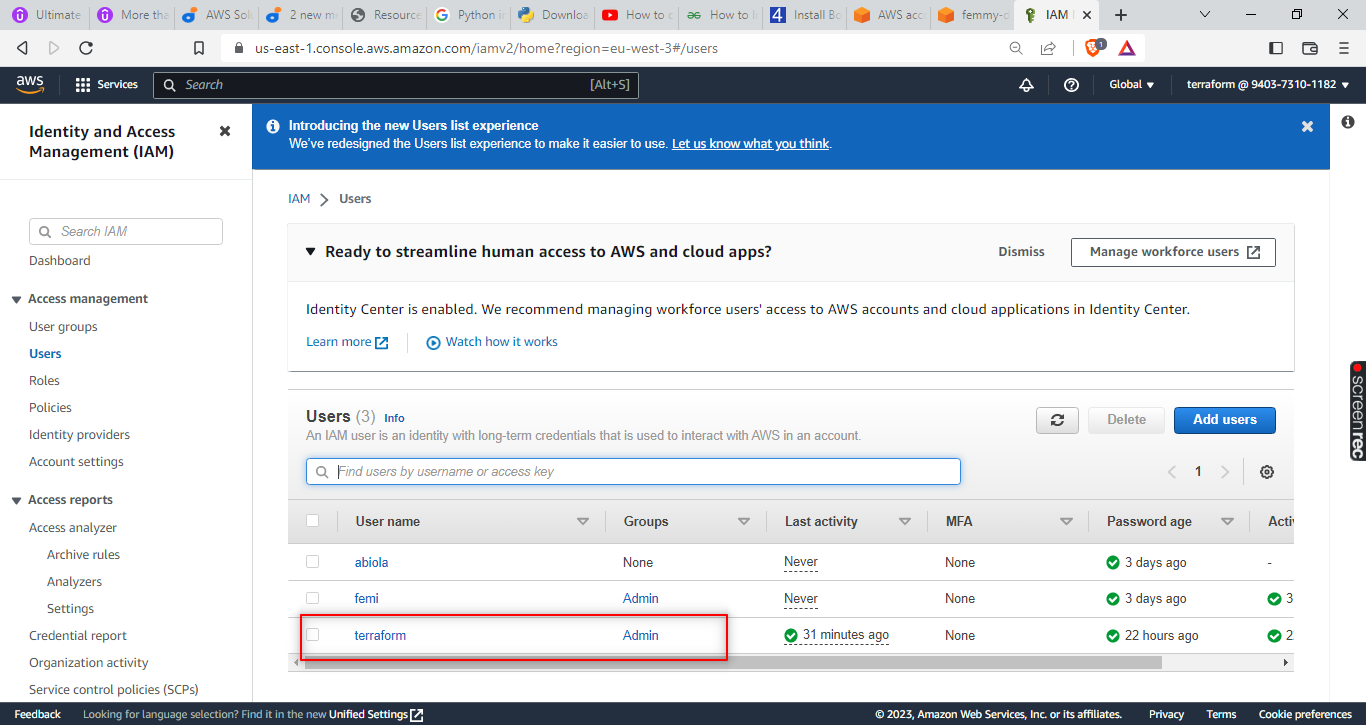 Ultimate
More tha
AWS Sol
2 new m
Resource
Python in
Downloa
How to c
How to I
Install Bo
AWS acc
femmy-d
IAM
us-east-1.console.aws.amazon.com/iamv2/home?region=eu-west-3#/users
1
aws
Services
Search
[Alt+S]
Global
terraform @ 9403-7310-1182
Identity and Access
Management (IAM)
Introducing the new Users list experience
We've redesigned the Users list experience to make it easier to use. Let us know what you think.
Search IAM
Dashboard
Access management
User groups
Users
Roles
Policies
Identity providers
Account settings
Access reports
Access analyzer
Archive rules
Analyzers
Settings
Credential report
Organization activity
Service control policies (SCPs)
IAM > Users
Ready to streamline human access to AWS and cloud apps?
Dismiss
Manage workforce users
Identity Center is enabled. We recommend managing workforce users' access to AWS accounts and cloud applications in Identity Center.
Learn more
Watch how it works
Users (3) Info
An IAM user is an identity with long-term credentials that is used to interact with AWS in an account.
Delete
Add users
Find users by username or access key
1
User name Groups Last activity MFA Password age Activ
abiola None Never None 3 days ago -
femi Admin Never None 3 days ago 3
terraform Admin 31 minutes ago None 22 hours ago 2
screenrec
Feedback
Looking for language selection? Find it in the new Unified Settings
© 2023, Amazon Web Services, Inc. or its affiliates.
Privacy
Terms
Cookie preferences